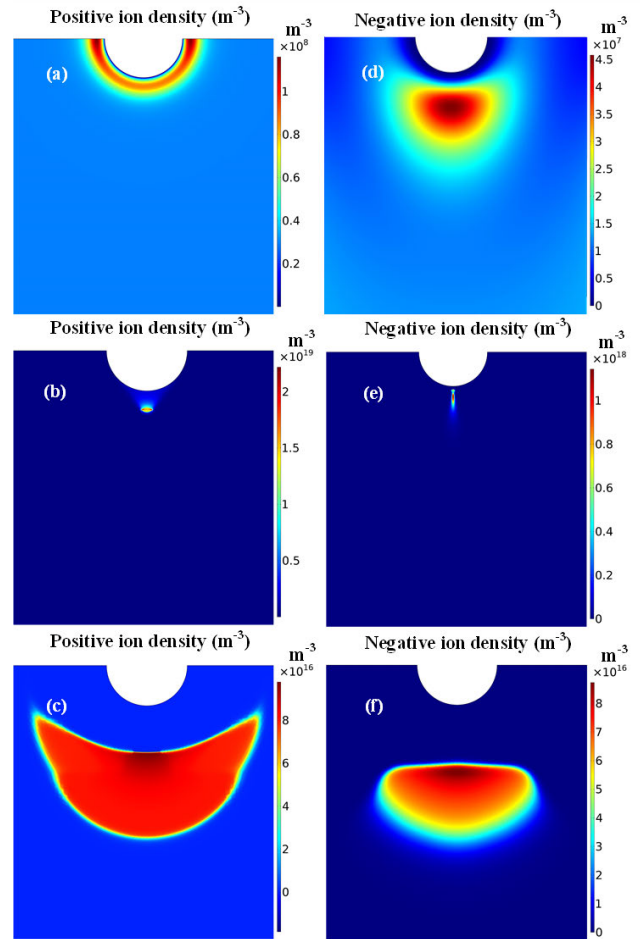 Positive ion density (m⁻³)
m⁻³
×10⁸
(a)
1
0.8
0.6
0.4
0.2
Negative ion density (m⁻³)
m⁻³
×10⁷
(d)
4.5
4
3.5
3
2.5
2
1.5
1
0.5
0
Positive ion density (m⁻³)
m⁻³
×10¹⁹
(b)
2
1.5
1
0.5
Negative ion density (m⁻³)
m⁻³
×10¹⁸
(e)
1
0.8
0.6
0.4
0.2
0
Positive ion density (m⁻³)
m⁻³
×10¹⁶
(c)
8
6
4
2
0
Negative ion density (m⁻³)
m⁻³
×10¹⁶
(f)
8
7
6
5
4
3
2
1
0